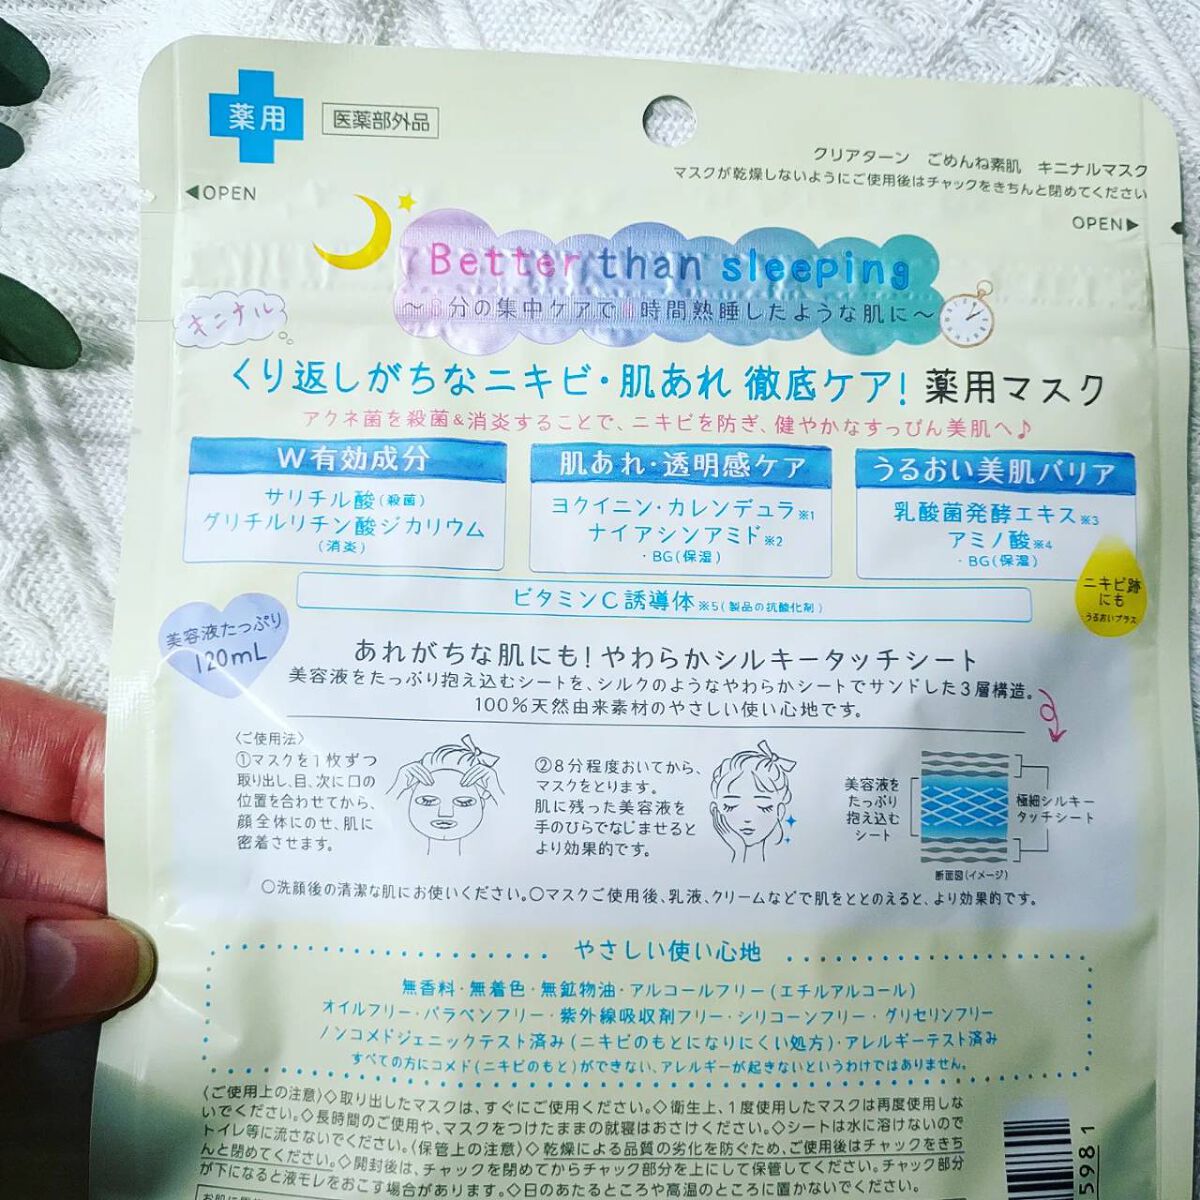 薬用
医薬部外品
クリアターン ごめんね素肌 キニナルマスク
マスクが乾燥しないようにご使用後はチャックをきちんと閉めてください
◀OPEN
OPEN▶
Better than sleeping
～8分の集中ケアで 時間熟睡したような肌に～
キニナル
くり返しがちなニキビ・肌あれ 徹底ケア! 薬用マスク
アクネ菌を殺菌&消炎することで、ニキビを防ぎ、健やかなすっぴん美肌へ♪
W有効成分
サリチル酸(殺菌)
グリチルリチン酸ジカリウム
(消炎)
肌あれ・透明感ケア
ヨクイニン・カレンデュラ※1
ナイアシンアミド※2
・BG(保湿)
うるおい美肌バリア
乳酸菌発酵エキス※3
アミノ酸※4
・BG(保湿)
ニキビ跡
にも
うるおいプラス
ビタミンC誘導体※5(製品の抗酸化剤)
美容液たっぷり
120mL
あれがちな肌にも!やわらかシルキータッチシート
美容液をたっぷり抱え込むシートを、シルクのようなやわらかシートでサンドした3層構造。
100%天然由来素材のやさしい使い心地です。
〈ご使用法〉
①マスクを1枚ずつ
取り出し、目、次に口の
位置を合わせてから、
顔全体にのせ、肌に
密着させます。
②8分程度おいてから、
マスクをとります。
肌に残った美容液を
手のひらでなじませると
より効果的です。
美容液を
たっぷり
抱え込む
シート
極細シルキー
タッチシート
断面図(イメージ)
○洗顔後の清潔な肌にお使いください。○マスクご使用後、乳液、クリームなどで肌をととのえると、より効果的です。
やさしい使い心地
無香料・無着色・無鉱物油・アルコールフリー(エチルアルコール)
オイルフリー・パラベンフリー・紫外線吸収剤フリー・シリコーンフリー・グリセリンフリー
ノンコメドジェニックテスト済み(ニキビのもとになりにくい処方)・アレルギーテスト済み
すべての方にコメド(ニキビのもと)ができない、アレルギーが起きないというわけではありません。
〈ご使用上の注意〉◇取り出したマスクは、すぐにご使用ください。◇衛生上、1度使用したマスクは再度使用しな
いでください。◇長時間のご使用や、マスクをつけたままの就寝はおさけください。◇シートは水に溶けないので
トイレ等に流さないでください。〈保管上の注意〉◇乾燥による品質の劣化を防ぐため、ご使用後はチャックをきち
んと閉めてください。◇開封後は、チャックを閉めてからチャック部分を上にして保管してください。チャック部分
が下になると液モレをおこす場合があります。◇日のあたるところや高温のところに置かないでください。
5981